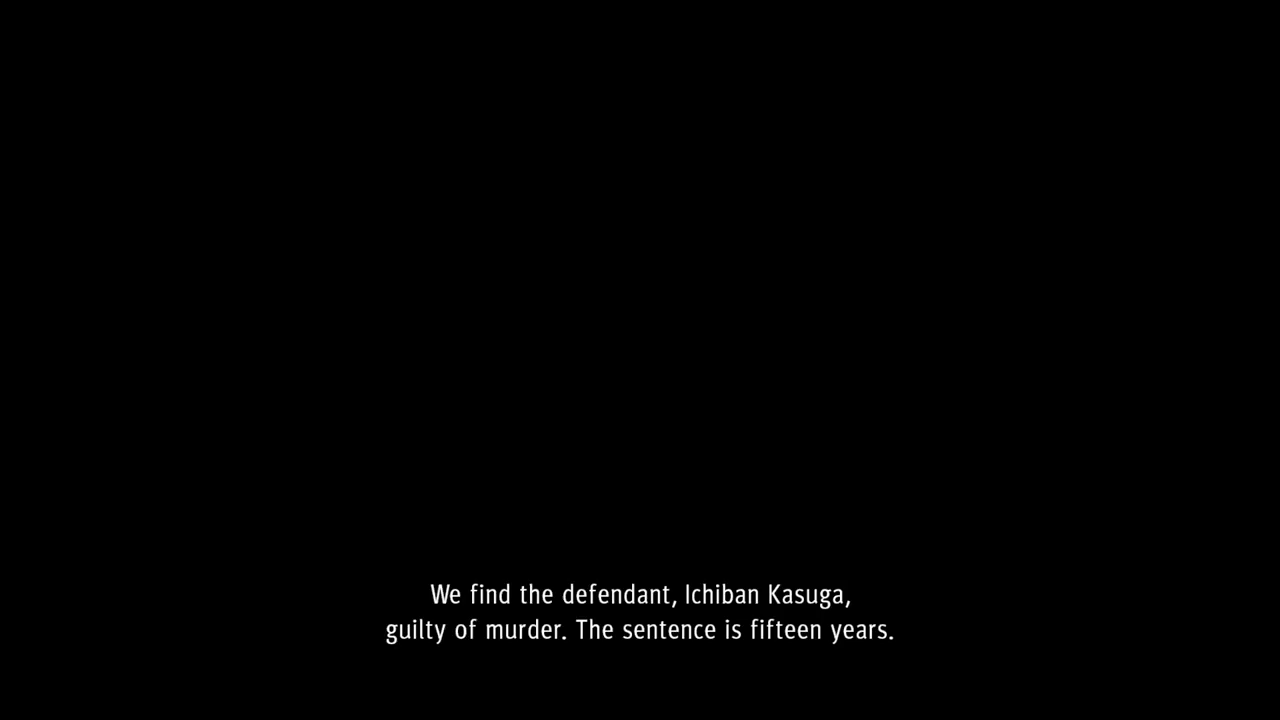 We find the defendant, Ichiban Kasuga,
guilty of murder. The sentence is fifteen years.